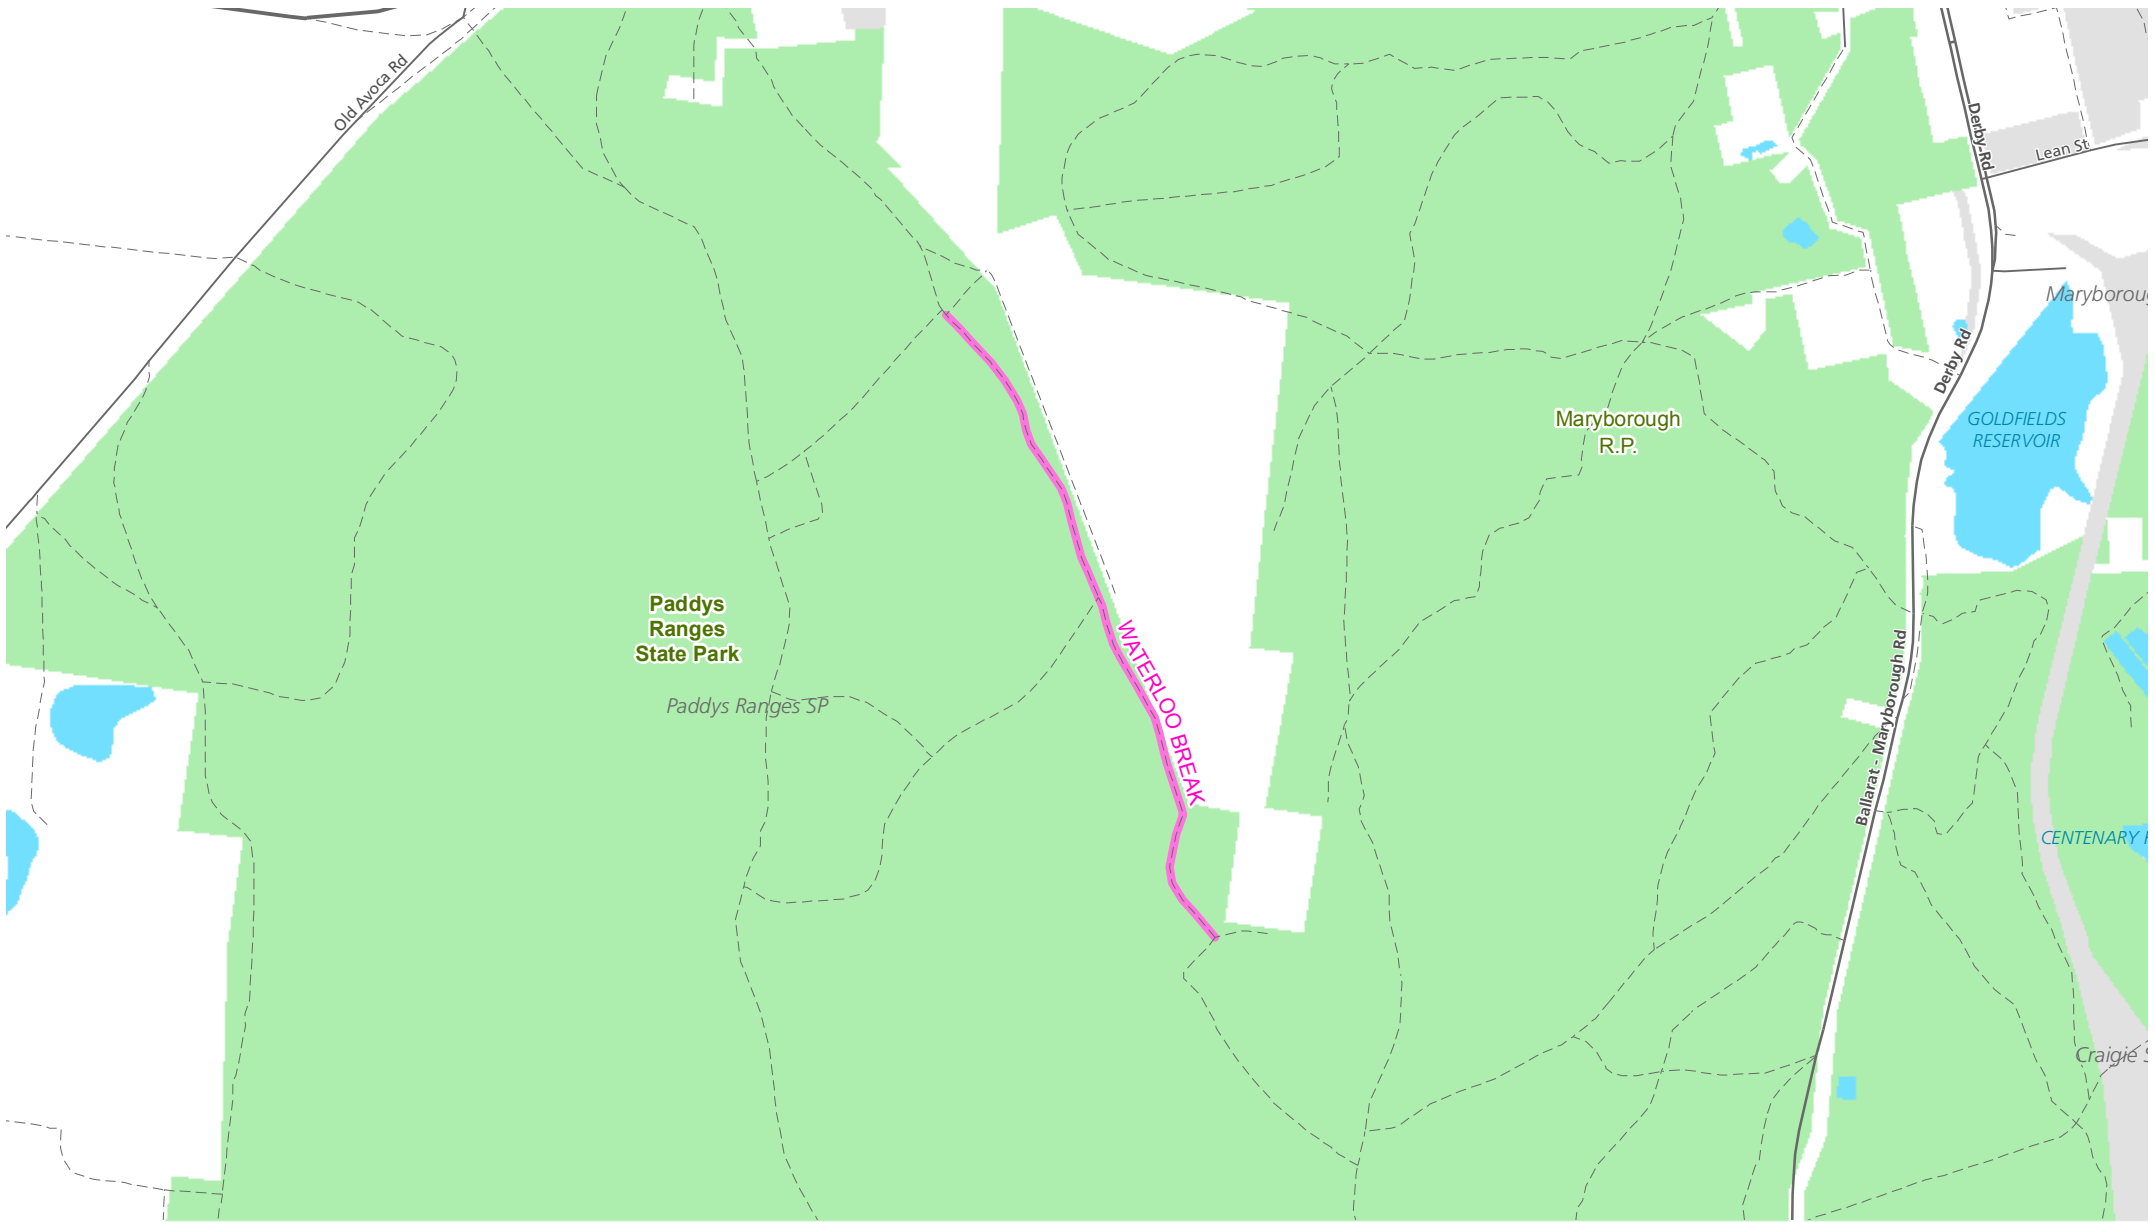 Old Avoca Rd
Derby Rd
Lean St
Maryboroug
Derby Rd
GOLDFIELDS
RESERVOIR
Maryborough
R.P.
Paddys
Ranges
State Park
WATERLOO BREAK
Paddys Ranges SP
Ballarat - Maryborough Rd
CENTENARY
Craigie S